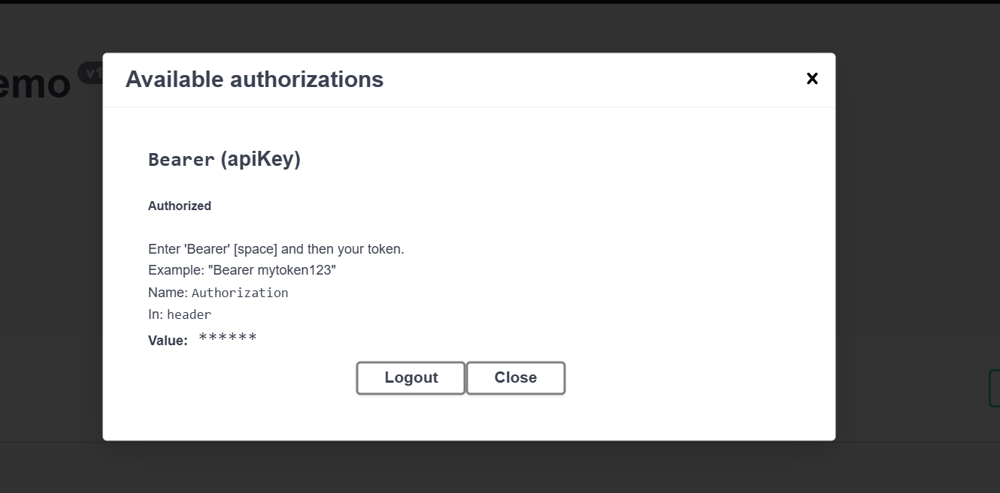 emo v1
Available authorizations
Bearer (apiKey)
Authorized
Enter 'Bearer' [space] and then your token.
Example: "Bearer mytoken123"
Name: Authorization
In: header
Value: ******
Logout Close